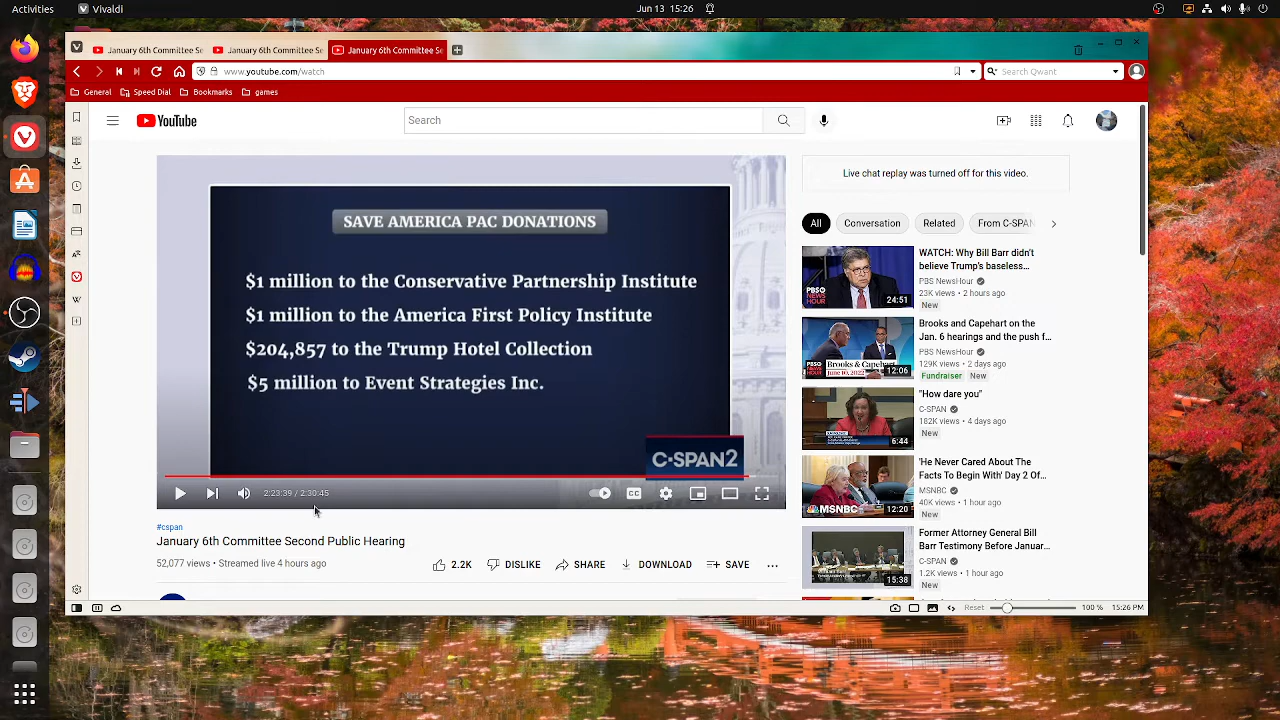 Activities
Vivaldi
Jun 13 15:26
January 6th Committee Se
January 6th Committee Se
January 6th Committee Se
www.youtube.com/watch
Search Qwant
General
Speed Dial
Bookmarks
games
YouTube
Search
SAVE AMERICA PAC DONATIONS
$1 million to the Conservative Partnership Institute
$1 million to the America First Policy Institute
$204,857 to the Trump Hotel Collection
$5 million to Event Strategies Inc.
C-SPAN2
2:23:39 / 2:30:45
CC
#cspan
January 6th Committee Second Public Hearing
52,077 views • Streamed live 4 hours ago
2.2K
DISLIKE
SHARE
DOWNLOAD
SAVE
Live chat replay was turned off for this video.
All
Conversation
Related
From C-SPAN
PBS NEWS HOUR
24:51
WATCH: Why Bill Barr didn't
believe Trump's baseless...
PBS NewsHour
23K views • 2 hours ago
New
Brooks & Capehart
JUNE 10, 2022
12:06
Brooks and Capehart on the
Jan. 6 hearings and the push f...
PBS NewsHour
129K views • 2 days ago
Fundraiser
New
6:44
"How dare you"
C-SPAN
182K views • 4 days ago
New
MSNBC
12:20
'He Never Cared About The
Facts To Begin With' Day 2 Of...
MSNBC
40K views • 1 hour ago
New
15:38
Former Attorney General Bill
Barr Testimony Before Januar...
C-SPAN
1.2K views • 1 hour ago
New
Reset
100 %
15:26 PM